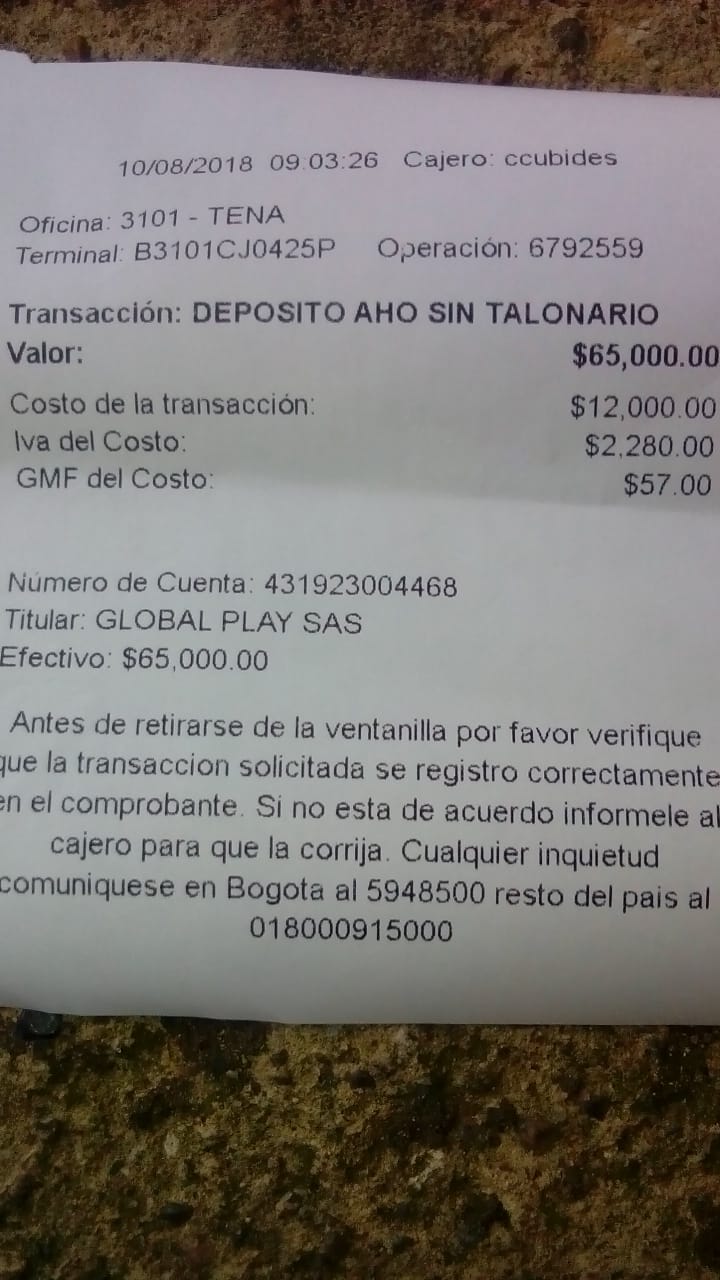 10/08/2018 09:03:26 Cajero: ccubides
Oficina: 3101 - TENA
Terminal: B3101CJ0425P Operación: 6792559
Transacción: DEPOSITO AHO SIN TALONARIO
Valor: $65,000.00
Costo de la transacción: $12,000.00
Iva del Costo: $2,280.00
GMF del Costo: $57.00
Número de Cuenta: 431923004468
Titular: GLOBAL PLAY SAS
Efectivo: $65,000.00
Antes de retirarse de la ventanilla por favor verifique
que la transaccion solicitada se registro correctamente
en el comprobante. Si no esta de acuerdo informele al
cajero para que la corrija. Cualquier inquietud
comuniquese en Bogota al 5948500 resto del pais al
018000915000